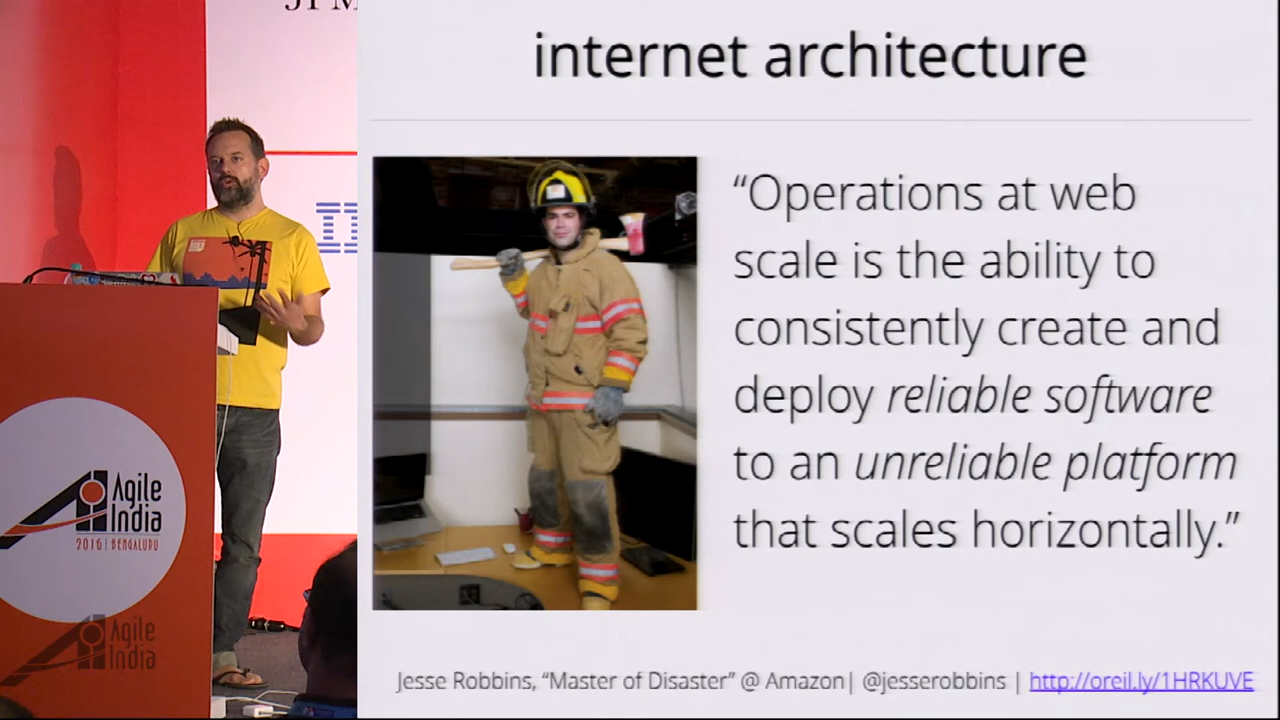 internet architecture
“Operations at web
scale is the ability to
consistently create and
deploy reliable software
to an unreliable platform
that scales horizontally.”
Jesse Robbins, “Master of Disaster” @ Amazon| @jesserobbins | http://oreil.ly/1HRKUVE
Agile
India
2016 | BENGALURU
Agile
India